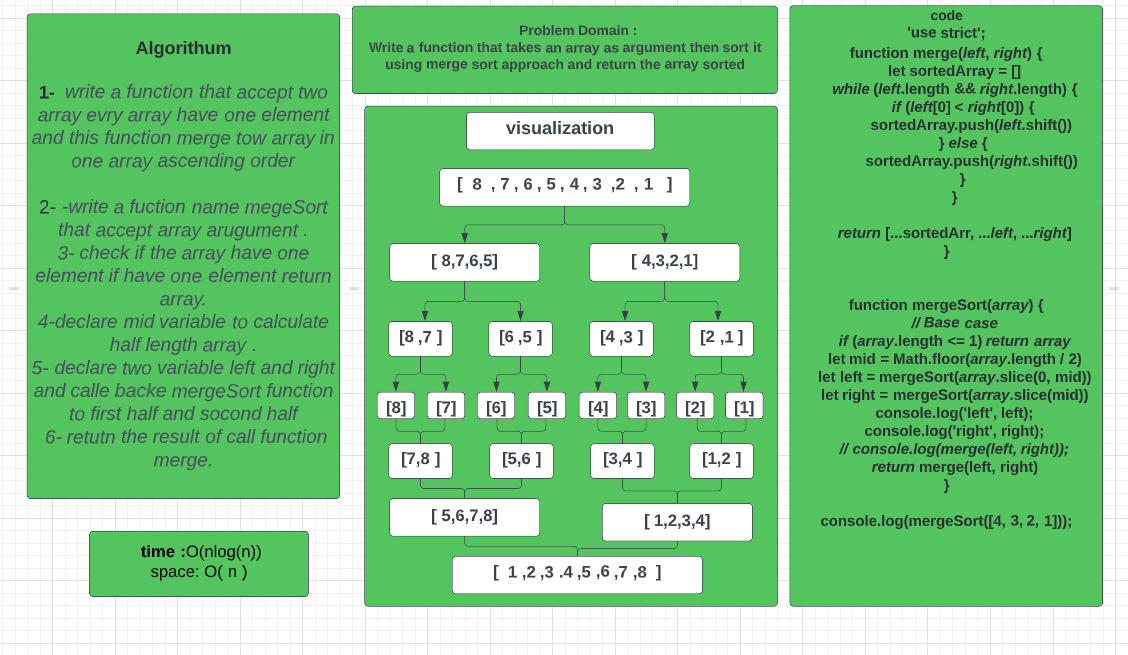 Algorithum
1- write a function that accept two
array evry array have one element
and this function merge tow array in
one array ascending order
2- -write a fuction name megeSort
that accept array arugument .
3- check if the array have one
element if have one element return
array.
4-declare mid variable to calculate
half length array .
5- declare two variable left and right
and calle backe mergeSort function
to first half and socond half
6- retutn the result of call function
merge.
time :O(nlog(n))
space: O( n )
Problem Domain :
Write a function that takes an array as argument then sort it
using merge sort approach and return the array sorted
visualization
[ 8 , 7 , 6 , 5 , 4 , 3 ,2 , 1 ]
[ 8,7,6,5] [ 4,3,2,1]
[8 ,7 ] [6 ,5 ] [4 ,3 ] [2 ,1 ]
[8] [7] [6] [5] [4] [3] [2] [1]
[7,8 ] [5,6 ] [3,4 ] [1,2 ]
[ 5,6,7,8] [ 1,2,3,4]
[ 1 ,2 ,3 .4 ,5 ,6 ,7 ,8 ]
code
'use strict';
function merge(left, right) {
let sortedArray = []
while (left.length && right.length) {
if (left[0] < right[0]) {
sortedArray.push(left.shift())
} else {
sortedArray.push(right.shift())
}
}
return [...sortedArr, ...left, ...right]
}
function mergeSort(array) {
// Base case
if (array.length <= 1) return array
let mid = Math.floor(array.length / 2)
let left = mergeSort(array.slice(0, mid))
let right = mergeSort(array.slice(mid))
console.log('left', left);
console.log('right', right);
// console.log(merge(left, right));
return merge(left, right)
}
console.log(mergeSort([4, 3, 2, 1]));